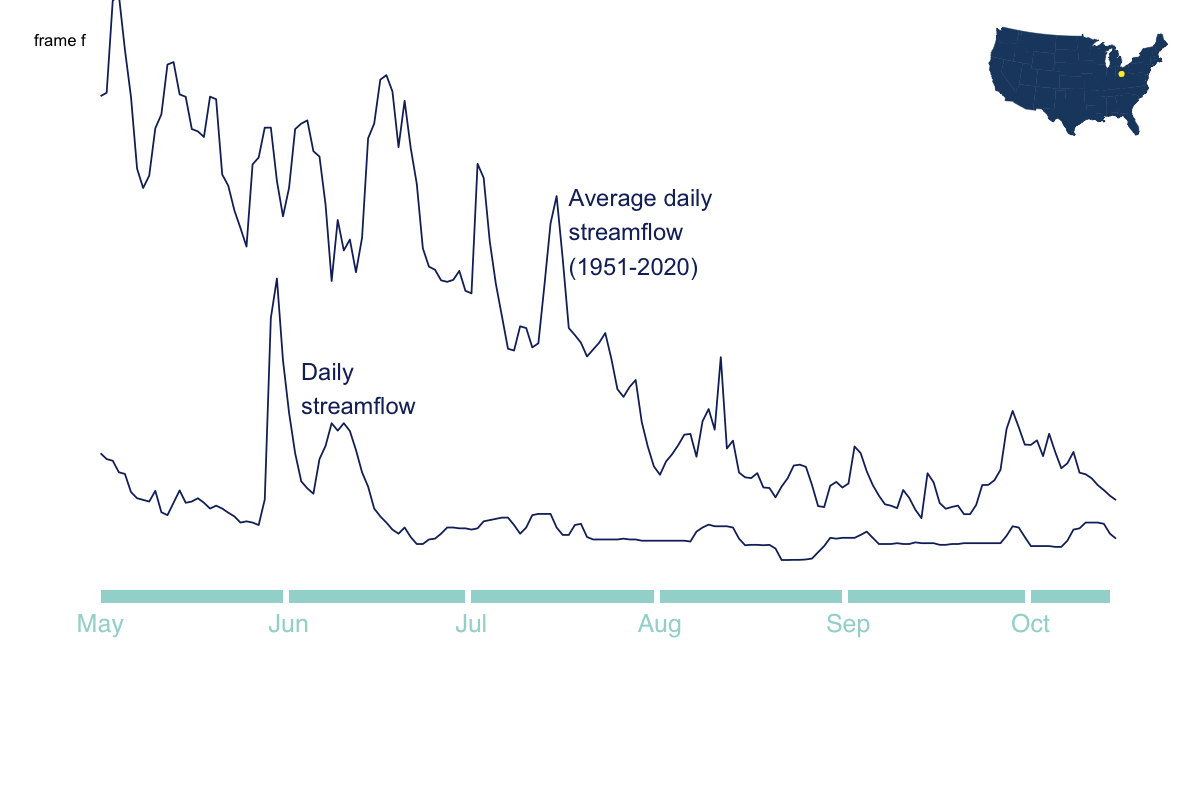 frame f
Average daily
streamflow
(1951-2020)
Daily
streamflow
May Jun Jul Aug Sep Oct